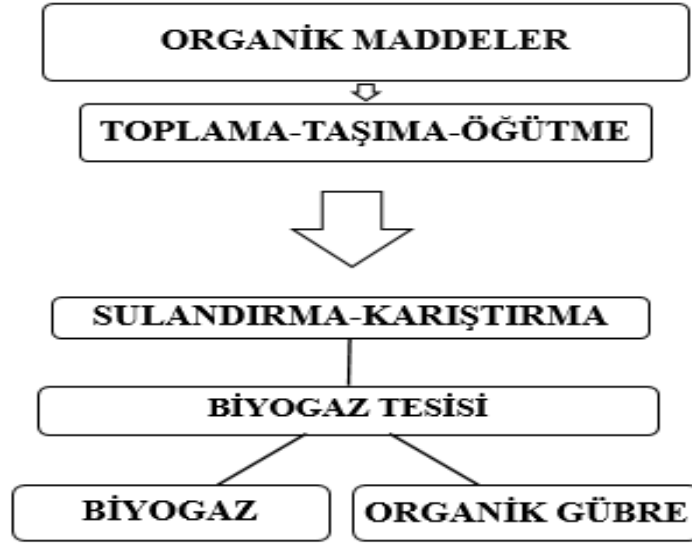 ORGANİK MADDELER
TOPLAMA-TAŞIMA-ÖĞÜTME
SULANDIRMA-KARIŞTIRMA
BİYOGAZ TESİSİ
BİYOGAZ
ORGANİK GÜBRE